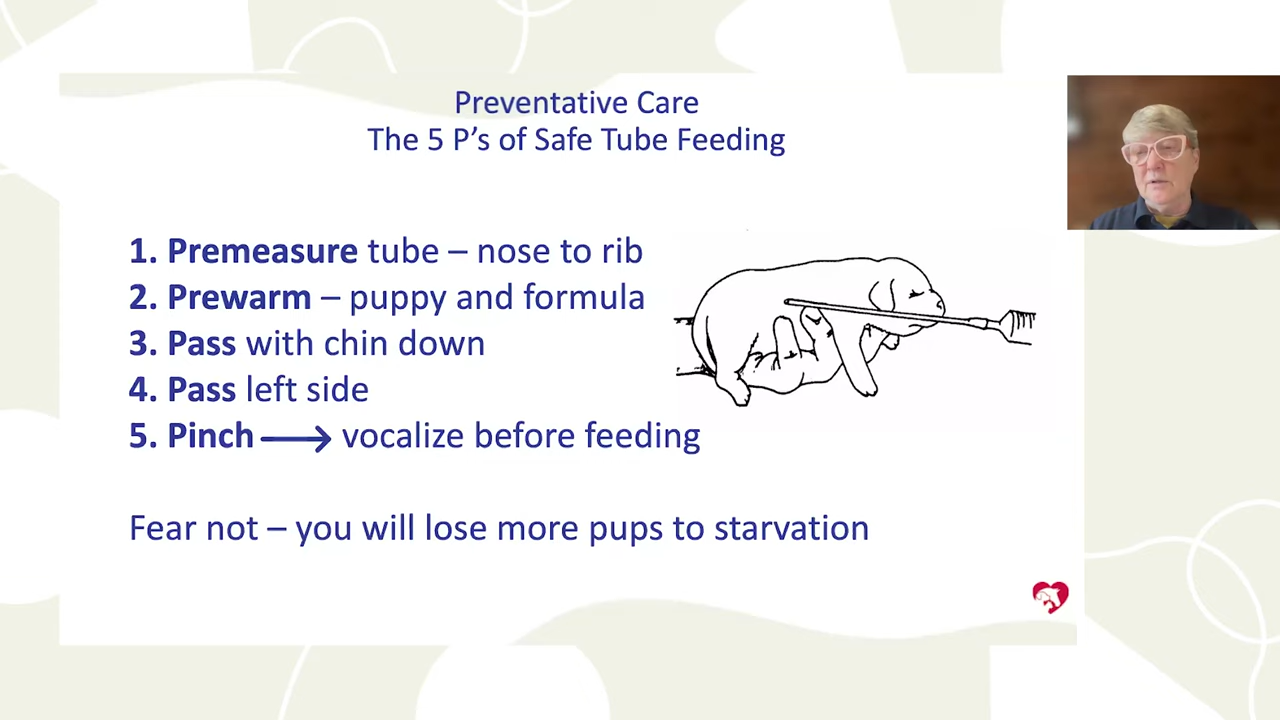 Preventative Care
The 5 P's of Safe Tube Feeding
1. Premeasure tube – nose to rib
2. Prewarm – puppy and formula
3. Pass with chin down
4. Pass left side
5. Pinch → vocalize before feeding
Fear not – you will lose more pups to starvation